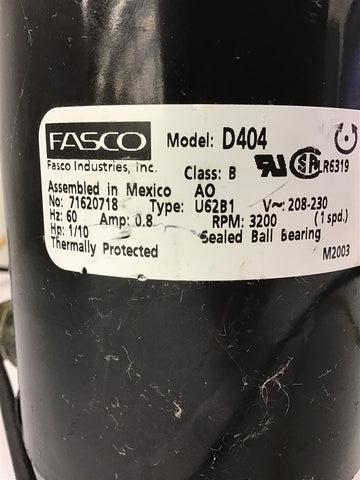 FASCO Model: D404
Fasco Industries, Inc. Class: B LR6319
Assembled in Mexico AO
No: 71620718 Type: U62B1 V~: 208-230
Hz: 60 Amp: 0.8 RPM: 3200 (1 spd.)
Hp: 1/10 Sealed Ball Bearing
Thermally Protected M2003